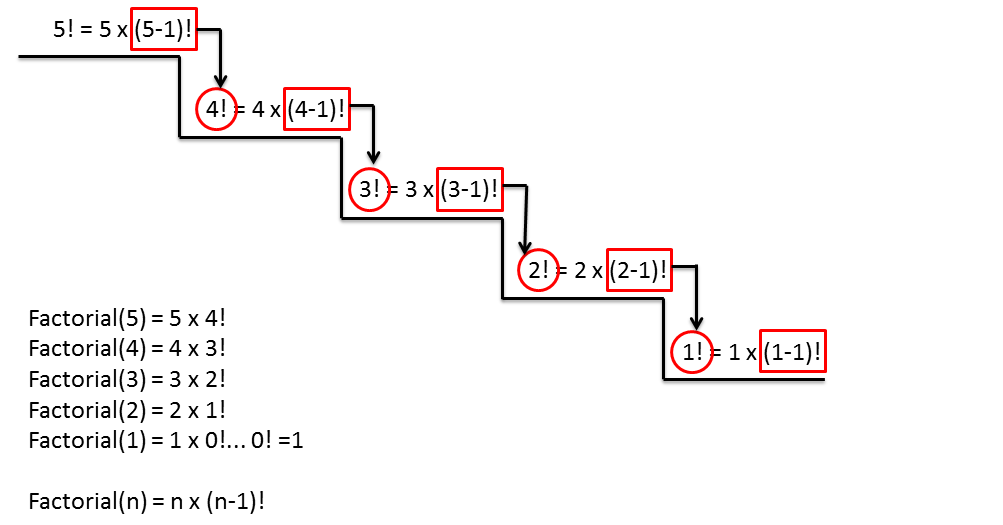 5! = 5 x (5-1)!
4! = 4 x (4-1)!
3! = 3 x (3-1)!
2! = 2 x (2-1)!
1! = 1 x (1-1)!
Factorial(5) = 5 x 4!
Factorial(4) = 4 x 3!
Factorial(3) = 3 x 2!
Factorial(2) = 2 x 1!
Factorial(1) = 1 x 0!... 0! =1
Factorial(n) = n x (n-1)!